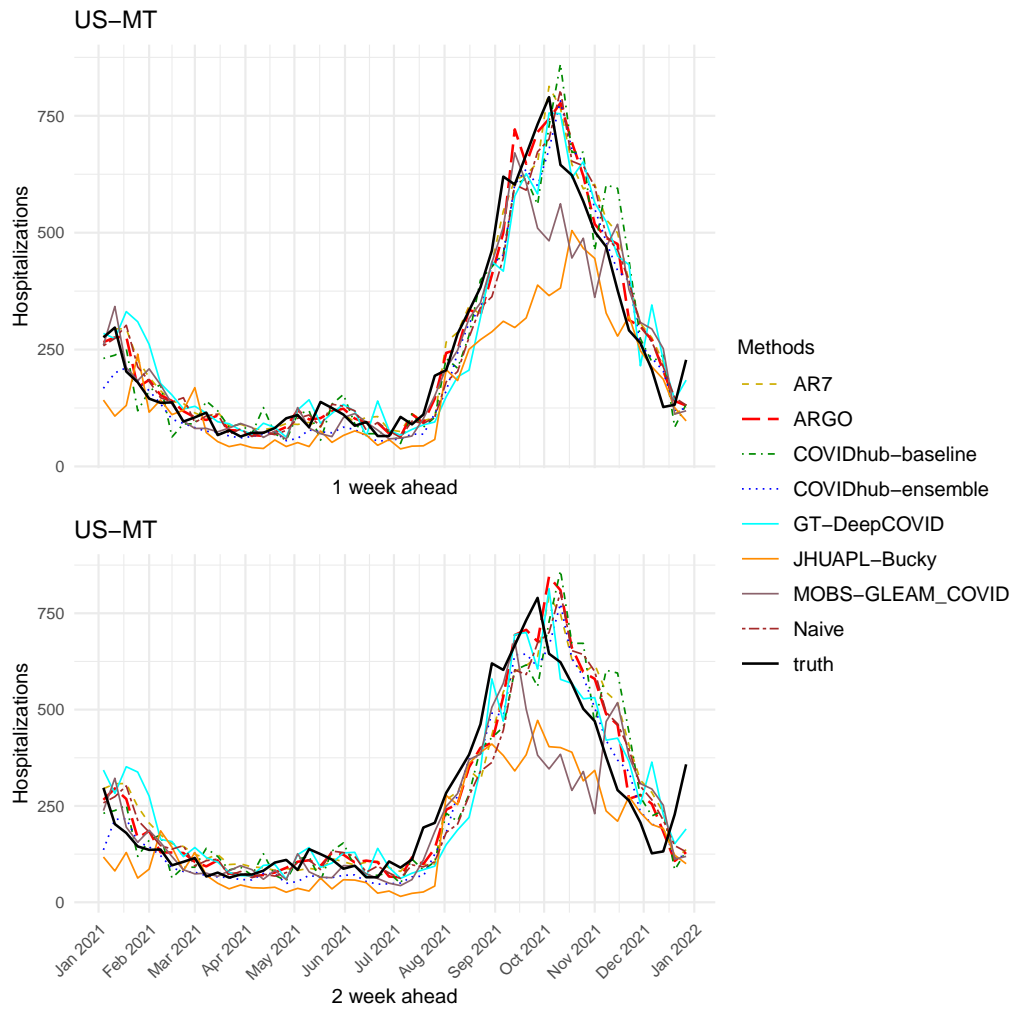 US−MT
750
500
250
0
Hospitalizations
1 week ahead
US−MT
750
500
250
0
Hospitalizations
Jan 2021
Feb 2021
Mar 2021
Apr 2021
May 2021
Jun 2021
Jul 2021
Aug 2021
Sep 2021
Oct 2021
Nov 2021
Dec 2021
Jan 2022
2 week ahead
Methods
AR7
ARGO
COVIDhub−baseline
COVIDhub−ensemble
GT−DeepCOVID
JHUAPL−Bucky
MOBS−GLEAM_COVID
Naive
truth